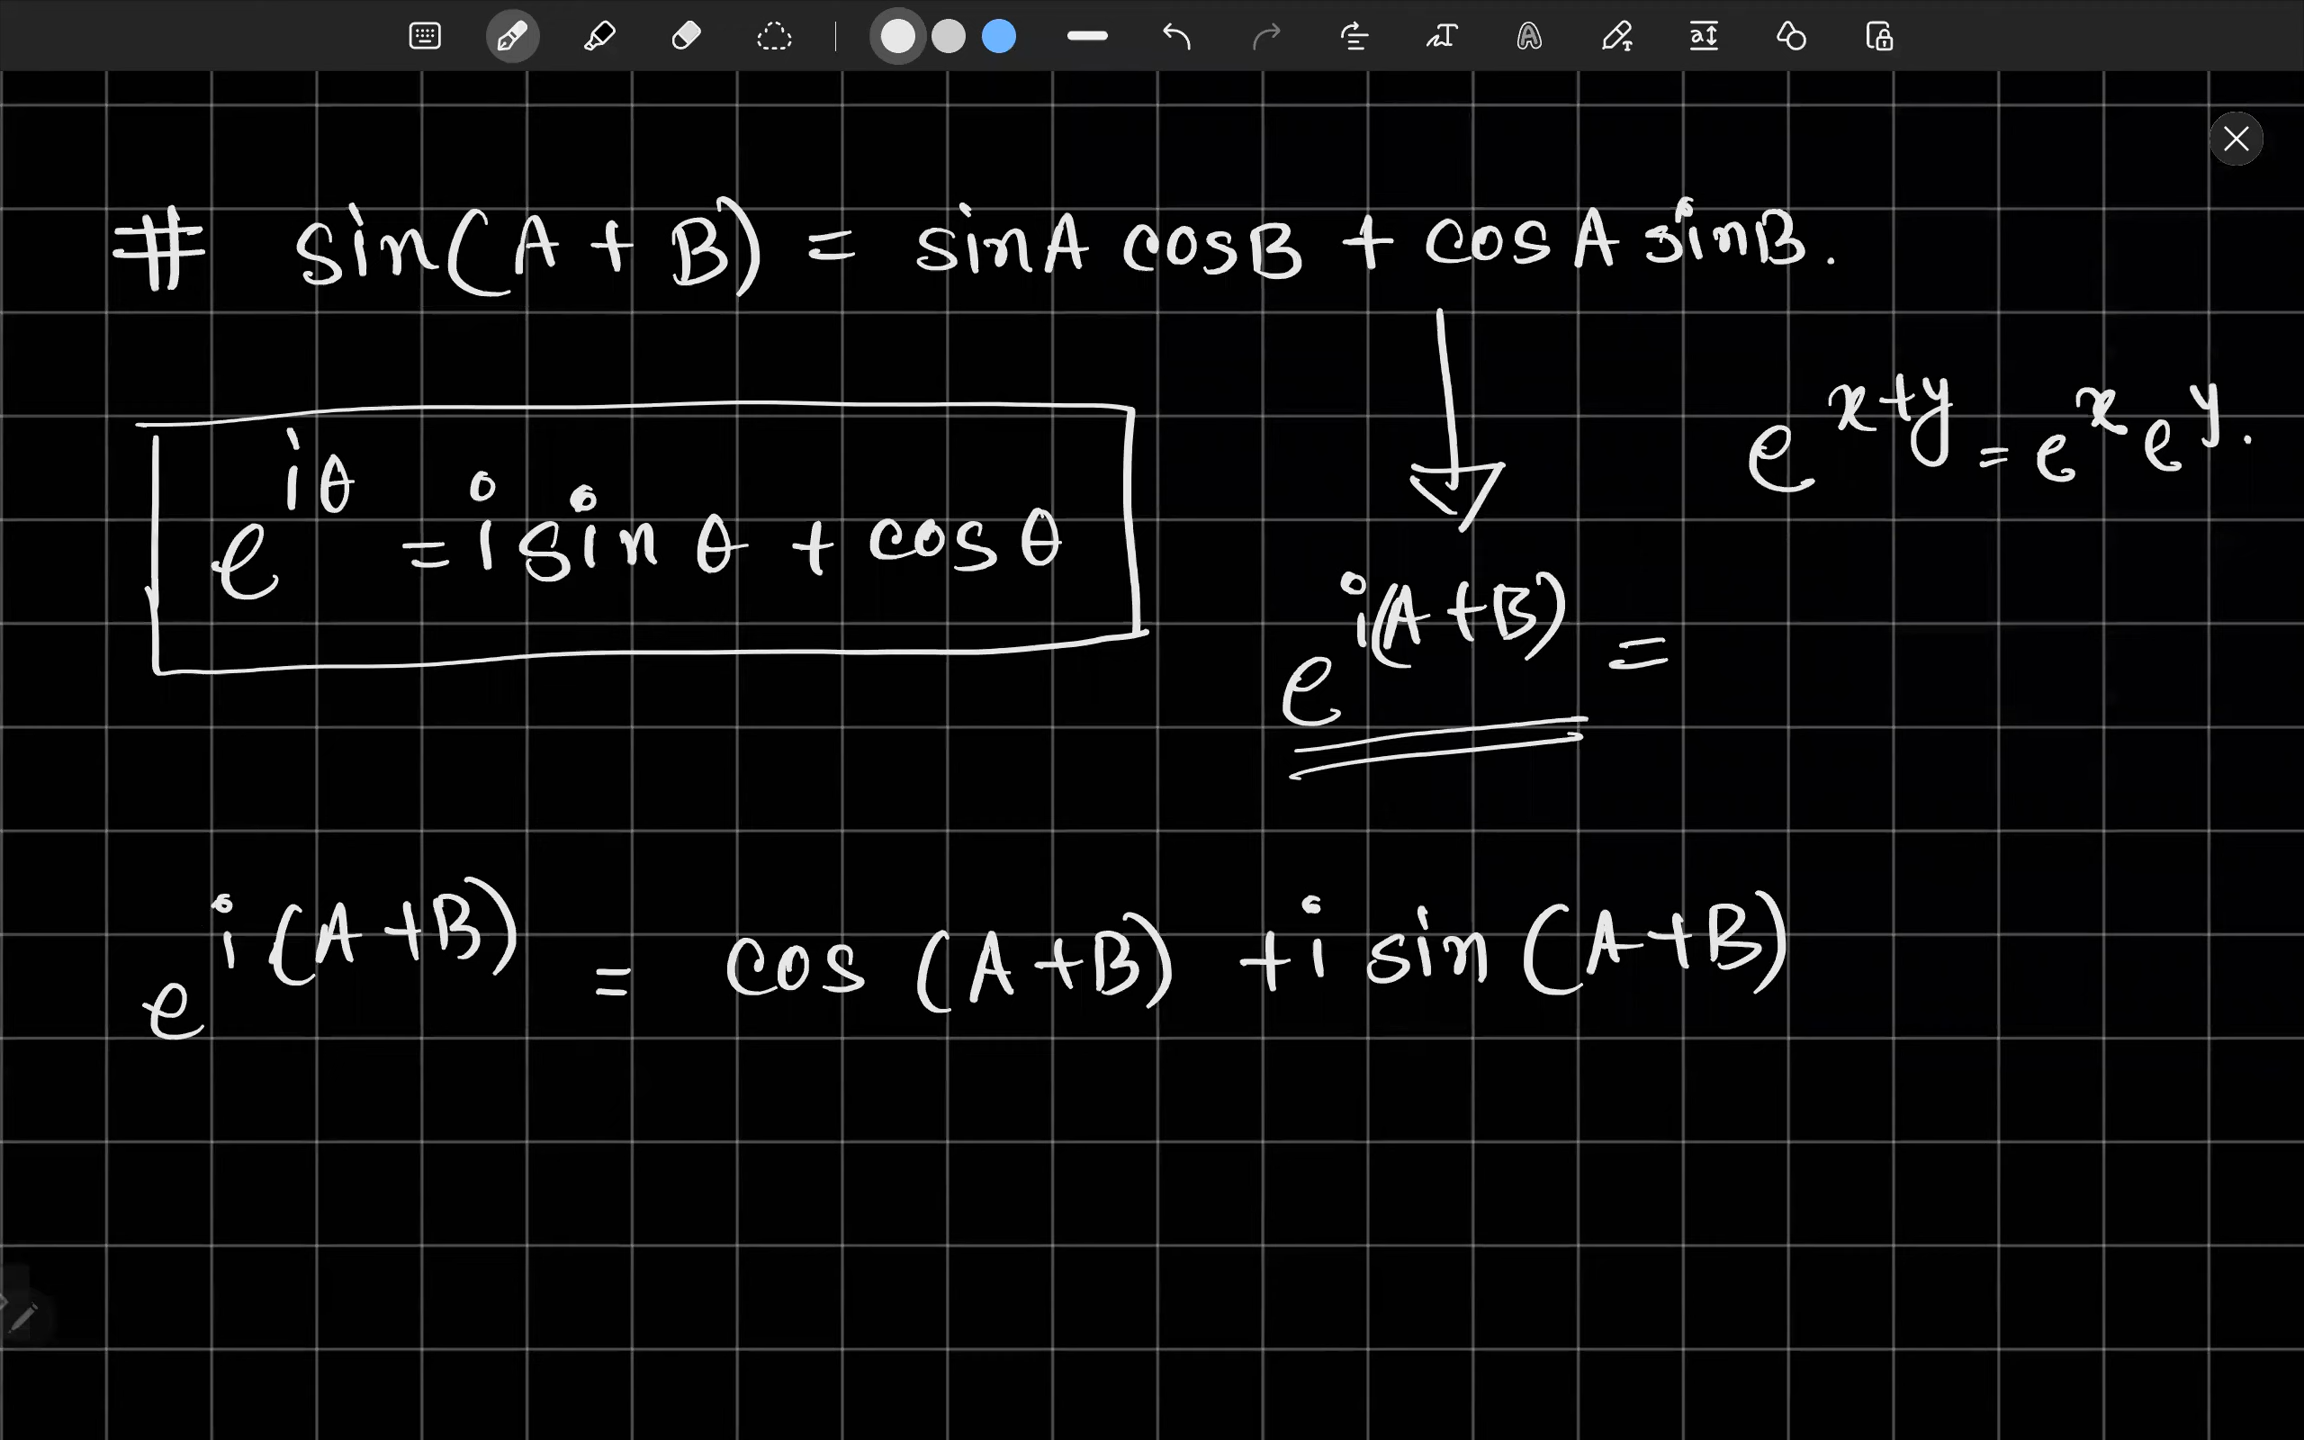 # sin(A + B) = sinA cosB + cosA sinB.
e^{x+y} = e^x e^y.
e^{iθ} = i sin θ + cos θ
e^{i(A+B)} =
e^{i(A+B)} = cos (A+B) + i sin (A+B)